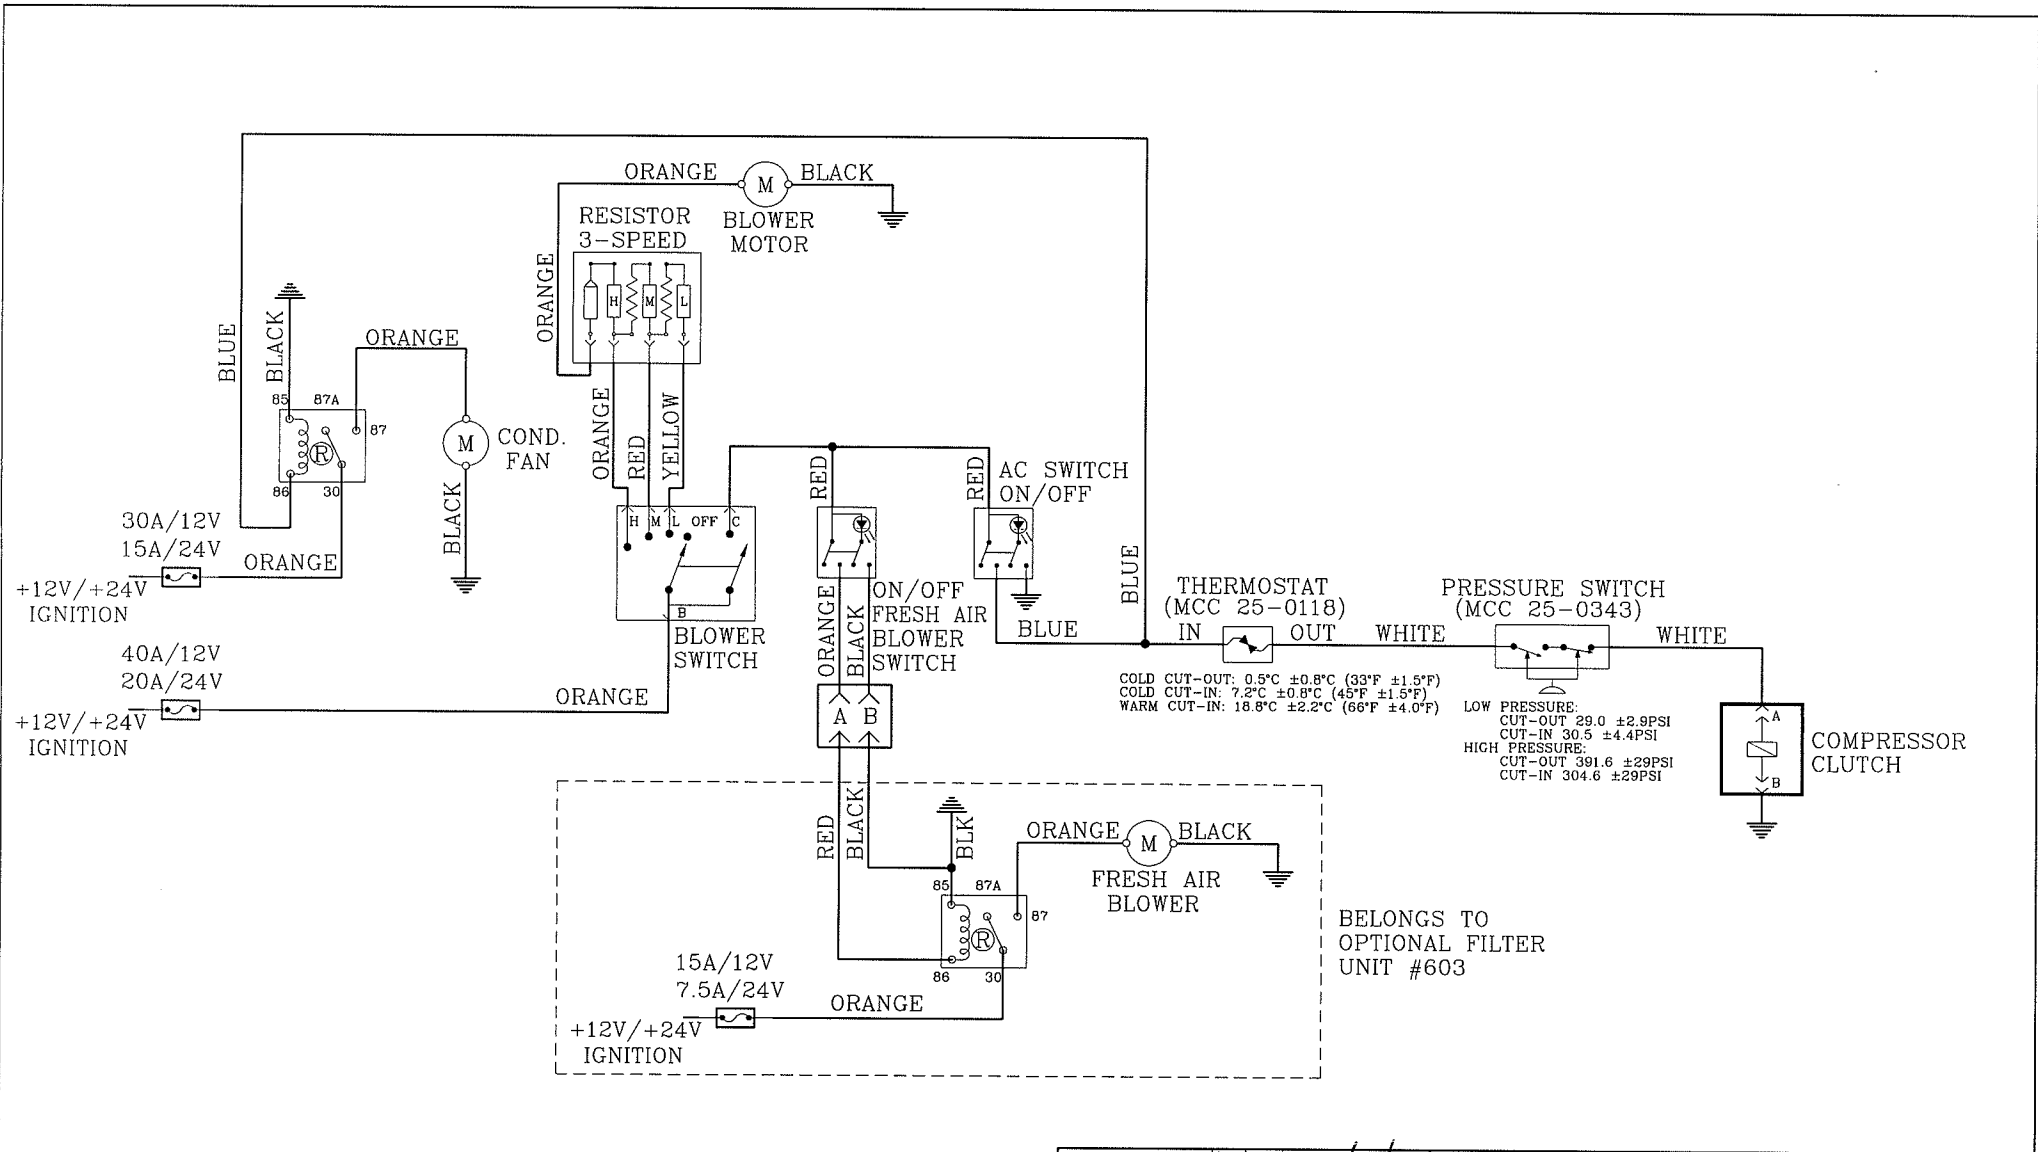 ORANGE
BLACK
M
BLOWER
MOTOR
RESISTOR
3-SPEED
ORANGE
H
M
L
BLUE
BLACK
ORANGE
85
87A
87
R
86
30
M
COND.
FAN
BLACK
30A/12V
15A/24V
ORANGE
+12V/+24V
IGNITION
40A/12V
20A/24V
ORANGE
+12V/+24V
IGNITION
ORANGE
RED
YELLOW
H
M
L
OFF
C
B
BLOWER
SWITCH
RED
RED
AC SWITCH
ON/OFF
ORANGE
BLACK
ON/OFF
FRESH AIR
BLOWER
SWITCH
A
B
BLUE
BLUE
THERMOSTAT
(MCC 25-0118)
IN
OUT
WHITE
COLD CUT-OUT: 0.5°C ±0.8°C (33°F ±1.5°F)
COLD CUT-IN: 7.2°C ±0.8°C (45°F ±1.5°F)
WARM CUT-IN: 18.8°C ±2.2°C (66°F ±4.0°F)
PRESSURE SWITCH
(MCC 25-0343)
WHITE
LOW PRESSURE:
CUT-OUT 29.0 ±2.9PSI
CUT-IN 30.5 ±4.4PSI
HIGH PRESSURE:
CUT-OUT 391.6 ±29PSI
CUT-IN 304.6 ±29PSI
A
B
COMPRESSOR
CLUTCH
RED
BLACK
BLK
ORANGE
M
BLACK
FRESH AIR
BLOWER
85
87A
87
R
86
30
15A/12V
7.5A/24V
ORANGE
+12V/+24V
IGNITION
BELONGS TO
OPTIONAL FILTER
UNIT #603